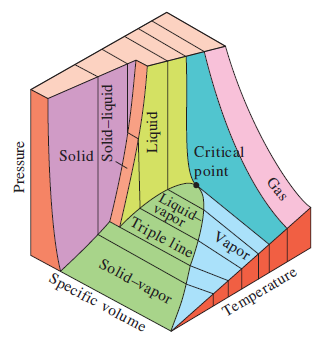 Pressure
Solid
Solid–liquid
Liquid
Critical
point
Gas
Liquid–
vapor
Triple line
Vapor
Solid–vapor
Specific volume
Temperature